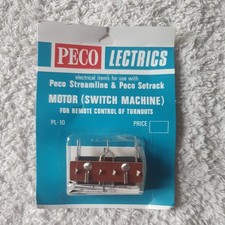 PECO LECTRICS
electrical items for use with
Peco Streamline & Peco Setrack
MOTOR (SWITCH MACHINE)
FOR REMOTE CONTROL OF TURNOUTS
PL-10 PRICE